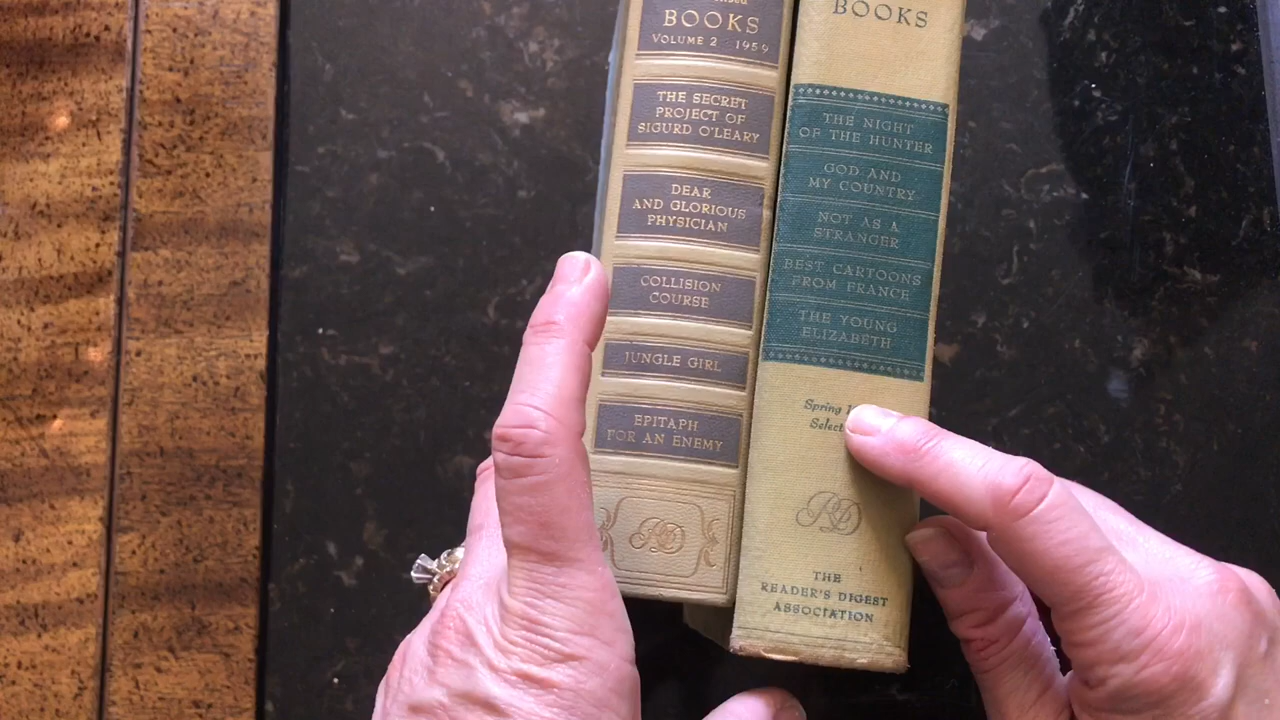 BOOKS
VOLUME 2 1959
THE SECRET
PROJECT OF
SIGURD O'LEARY
DEAR
AND GLORIOUS
PHYSICIAN
COLLISION
COURSE
JUNGLE GIRL
EPITAPH
FOR AN ENEMY
RD
BOOKS
THE NIGHT
OF THE HUNTER
GOD AND
MY COUNTRY
NOT AS A
STRANGER
BEST CARTOONS
FROM FRANCE
THE YOUNG
ELIZABETH
Spring
RD
THE
READER'S DIGEST
ASSOCIATION